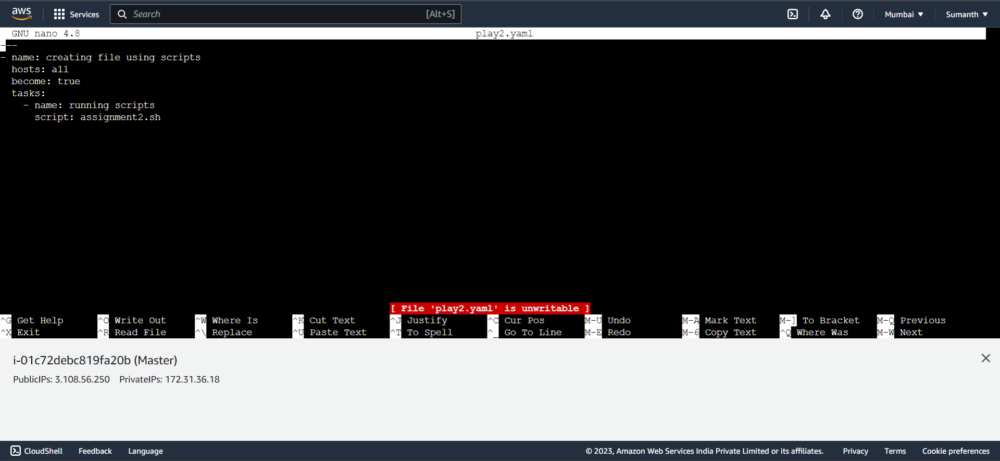 aws Services Search [Alt+S] Mumbai Sumanth
GNU nano 4.8 play2.yaml
---
- name: creating file using scripts
hosts: all
become: true
tasks:
- name: running scripts
script: assignment2.sh
[ File 'play2.yaml' is unwritable ]
^G Get Help ^O Write Out ^W Where Is ^K Cut Text ^J Justify ^C Cur Pos M-U Undo M-A Mark Text M-] To Bracket M-Q Previous
^X Exit ^R Read File ^\ Replace ^U Paste Text ^T To Spell ^_ Go To Line M-E Redo M-6 Copy Text ^Q Where Was M-W Next
i-01c72debc819fa20b (Master)
PublicIPs: 3.108.56.250 PrivateIPs: 172.31.36.18
CloudShell Feedback Language © 2023, Amazon Web Services India Private Limited or its affiliates. Privacy Terms Cookie preferences